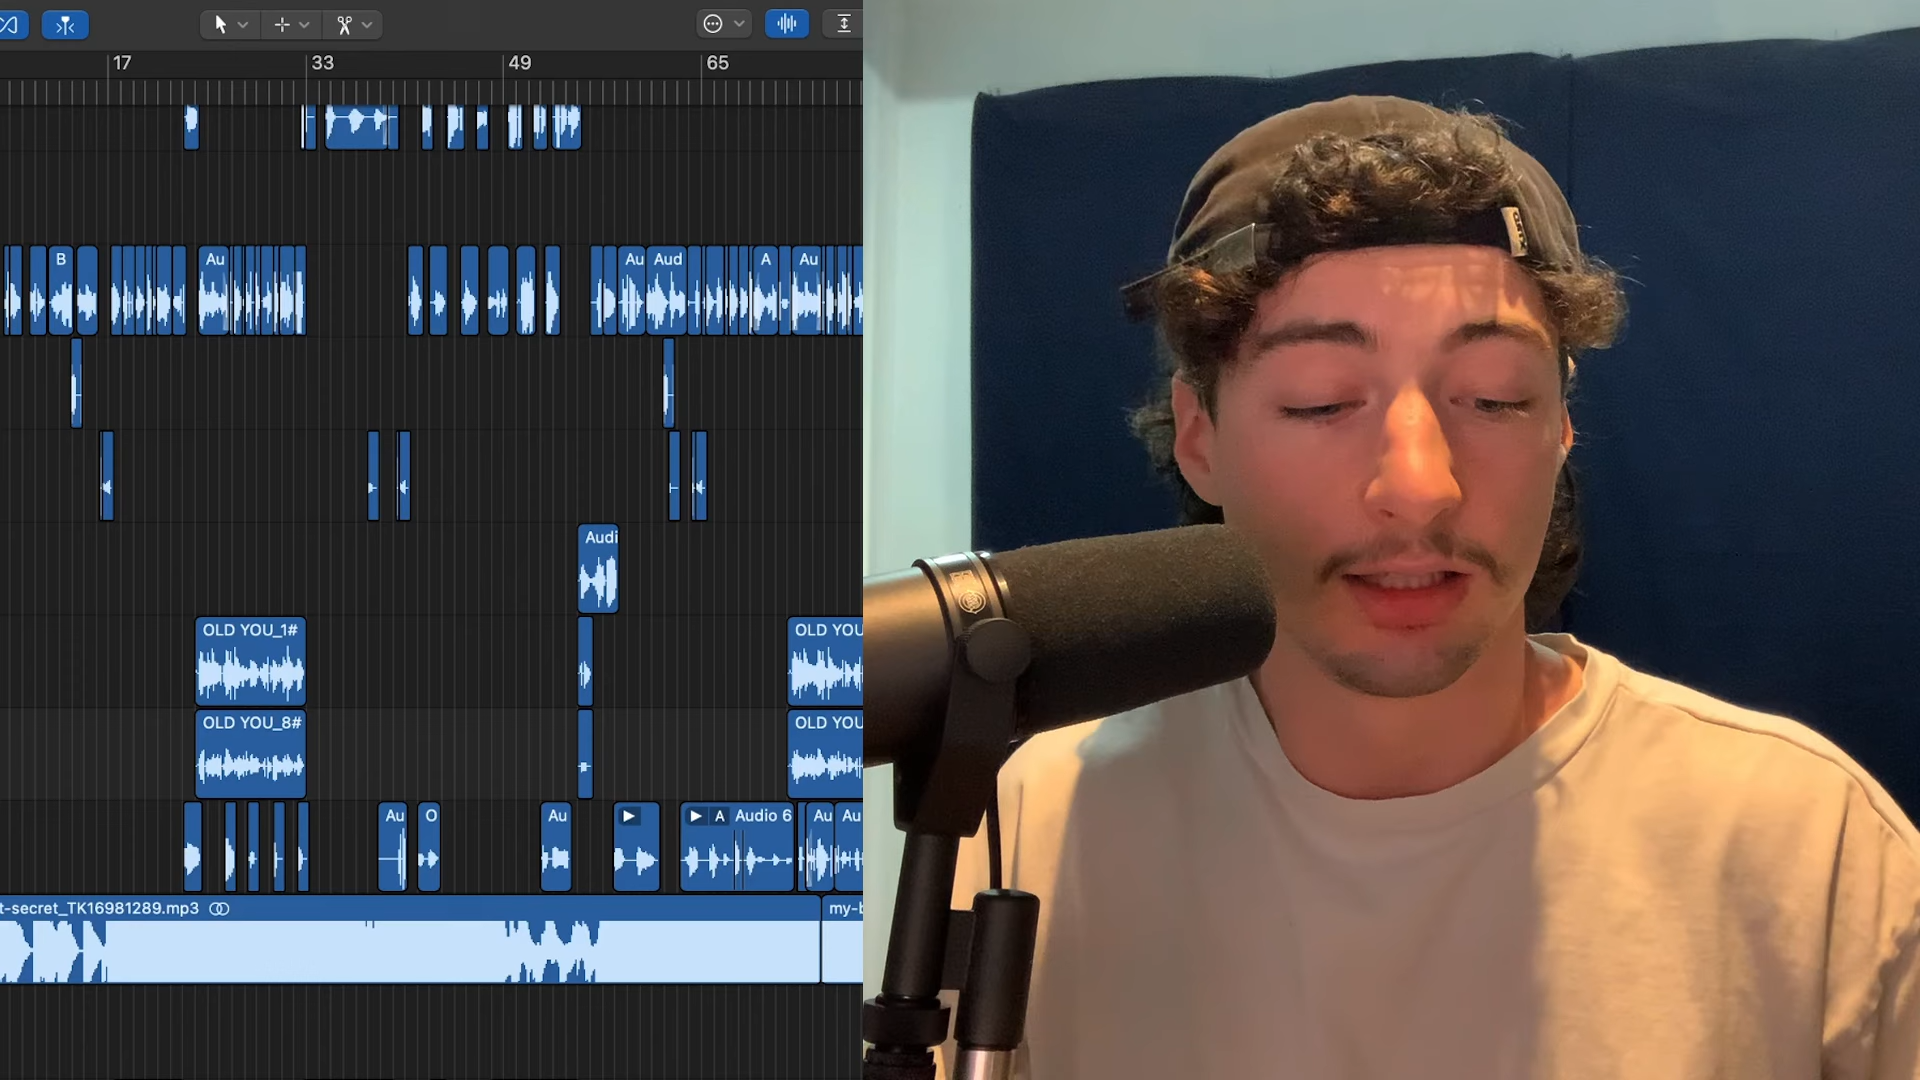 17 33 49 65
B Au Au Aud A Au
Audi
OLD YOU_1# OLD YOU
OLD YOU_8# OLD YOU
Au O Au A Audio 6 Au Au
t-secret_TK16981289.mp3 my-b